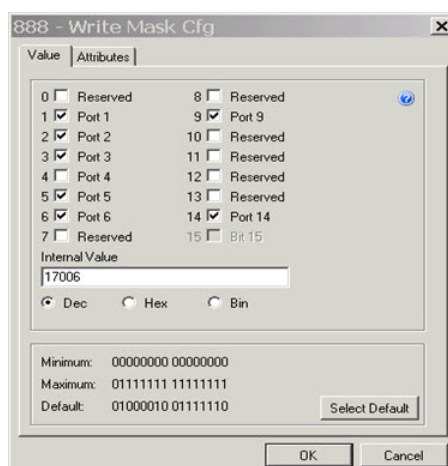 888 - Write Mask Cfg
Value Attributes
0 Reserved 8 Reserved
1 Port 1 9 Port 9
2 Port 2 10 Reserved
3 Port 3 11 Reserved
4 Port 4 12 Reserved
5 Port 5 13 Reserved
6 Port 6 14 Port 14
7 Reserved 15 Bit 15
Internal Value
17006
Dec Hex Bin
Minimum: 00000000 00000000
Maximum: 01111111 11111111
Default: 01000010 01111110
Select Default
OK Cancel